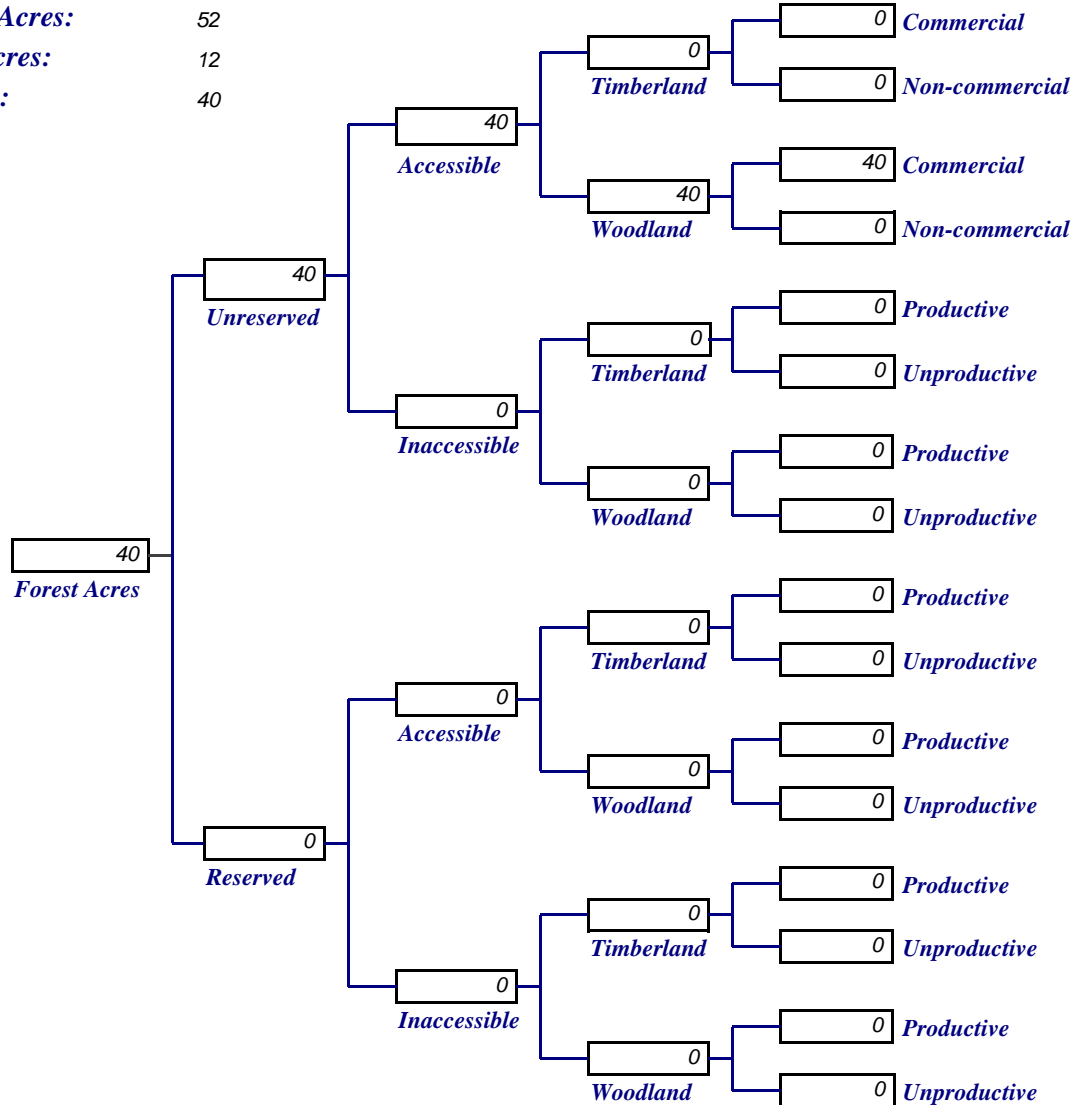 Acres: 52
cres: 12
: 40
0 Commercial
0 Timberland
0 Non-commercial
40 Accessible
40 Commercial
40 Woodland
0 Non-commercial
40 Unreserved
0 Productive
0 Timberland
0 Unproductive
0 Inaccessible
0 Productive
0 Woodland
0 Unproductive
40 Forest Acres
0 Productive
0 Timberland
0 Unproductive
0 Accessible
0 Productive
0 Woodland
0 Unproductive
0 Reserved
0 Productive
0 Timberland
0 Unproductive
0 Inaccessible
0 Productive
0 Woodland
0 Unproductive